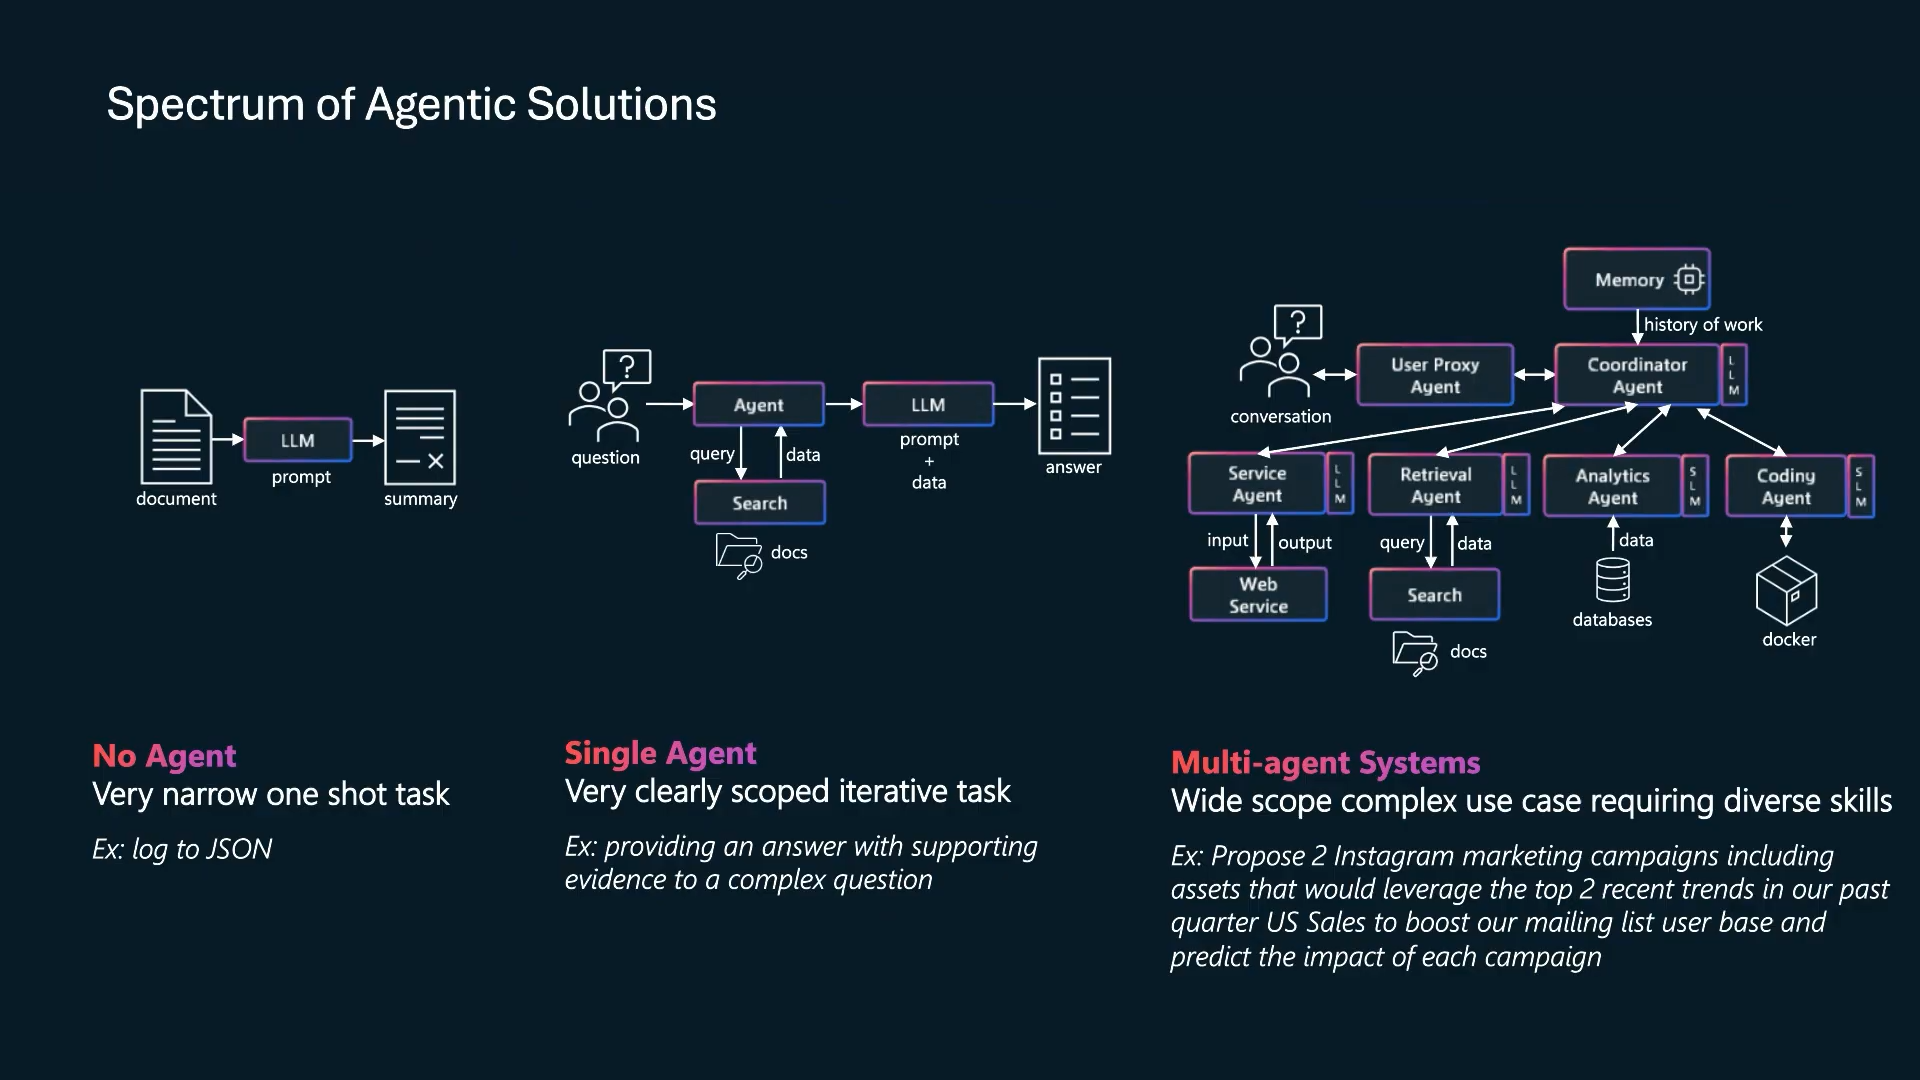 Spectrum of Agentic Solutions
document
LLM
prompt
summary
?
question
Agent
query
data
Search
docs
LLM
prompt
+
data
answer
Memory
history of work
?
conversation
User Proxy
Agent
Coordinator
Agent
LLM
Service
Agent
LLM
input
output
Web
Service
Retrieval
Agent
LLM
query
data
Search
docs
Analytics
Agent
SLM
data
databases
Coding
Agent
SLM
docker
No Agent
Very narrow one shot task
Ex: log to JSON
Single Agent
Very clearly scoped iterative task
Ex: providing an answer with supporting
evidence to a complex question
Multi-agent Systems
Wide scope complex use case requiring diverse skills
Ex: Propose 2 Instagram marketing campaigns including
assets that would leverage the top 2 recent trends in our past
quarter US Sales to boost our mailing list user base and
predict the impact of each campaign